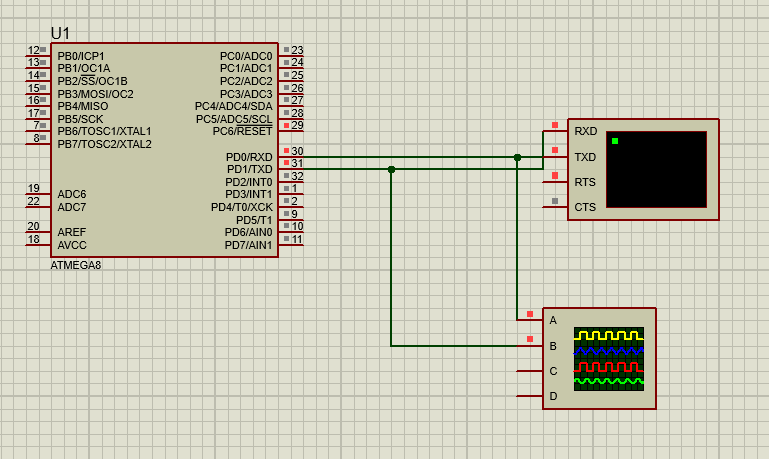 U1
12 PB0/ICP1 PC0/ADC0 23
13 PB1/OC1A PC1/ADC1 24
14 PB2/SS/OC1B PC2/ADC2 25
15 PB3/MOSI/OC2 PC3/ADC3 26
16 PB4/MISO PC4/ADC4/SDA 27
17 PB5/SCK PC5/ADC5/SCL 28
7 PB6/TOSC1/XTAL1 PC6/RESET 29
8 PB7/TOSC2/XTAL2
PD0/RXD 30
PD1/TXD 31
PD2/INT0 32
19 ADC6 PD3/INT1 1
22 ADC7 PD4/T0/XCK 2
PD5/T1 9
20 AREF PD6/AIN0 10
18 AVCC PD7/AIN1 11
ATMEGA8
RXD
TXD
RTS
CTS
A
B
C
D